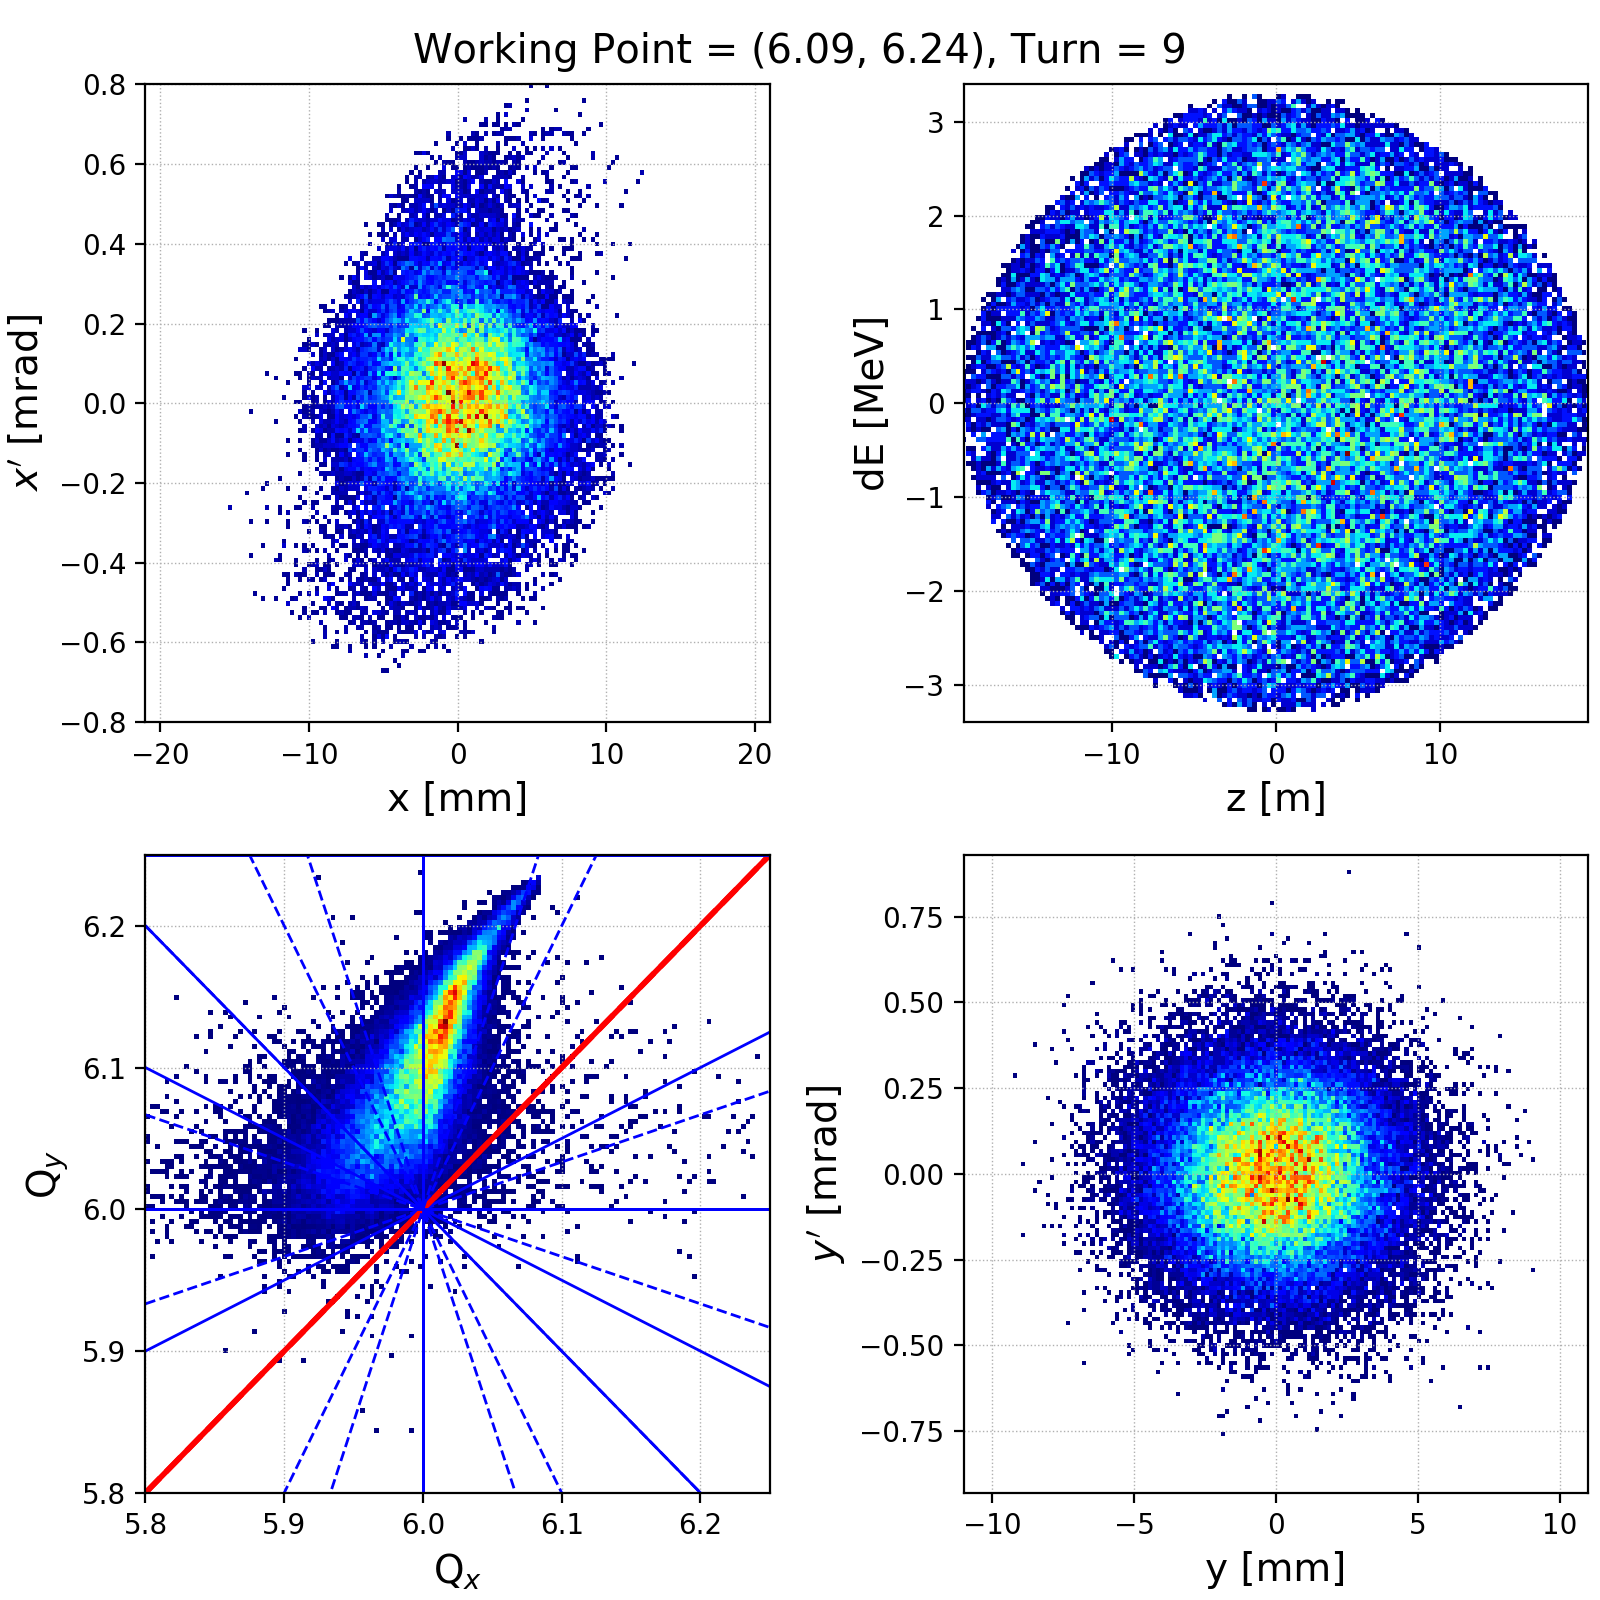 Working Point = (6.09, 6.24), Turn = 9
0.8
0.6
0.4
0.2
0.0
−0.2
−0.4
−0.6
−0.8
x′ [mrad]
−20 −10 0 10 20
x [mm]
3
2
1
0
−1
−2
−3
dE [MeV]
−10 0 10
z [m]
6.2
6.1
6.0
5.9
5.8
Qy
5.8 5.9 6.0 6.1 6.2
Qx
0.75
0.50
0.25
0.00
−0.25
−0.50
−0.75
y′ [mrad]
−10 −5 0 5 10
y [mm]